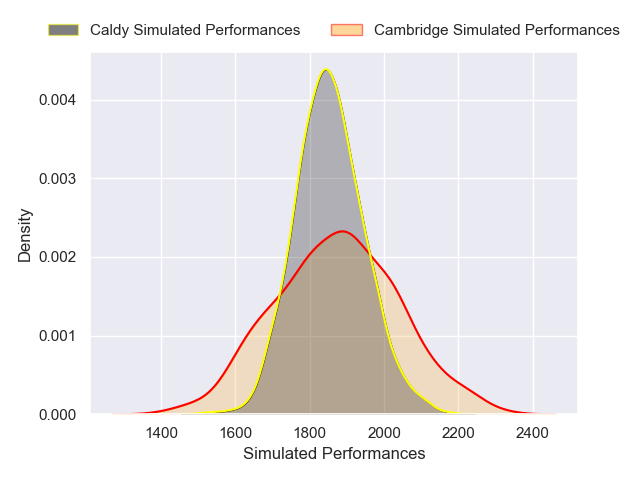 Caldy Simulated Performances
Cambridge Simulated Performances
0.004
0.003
0.002
0.001
0.000
Density
1400 1600 1800 2000 2200 2400
Simulated Performances